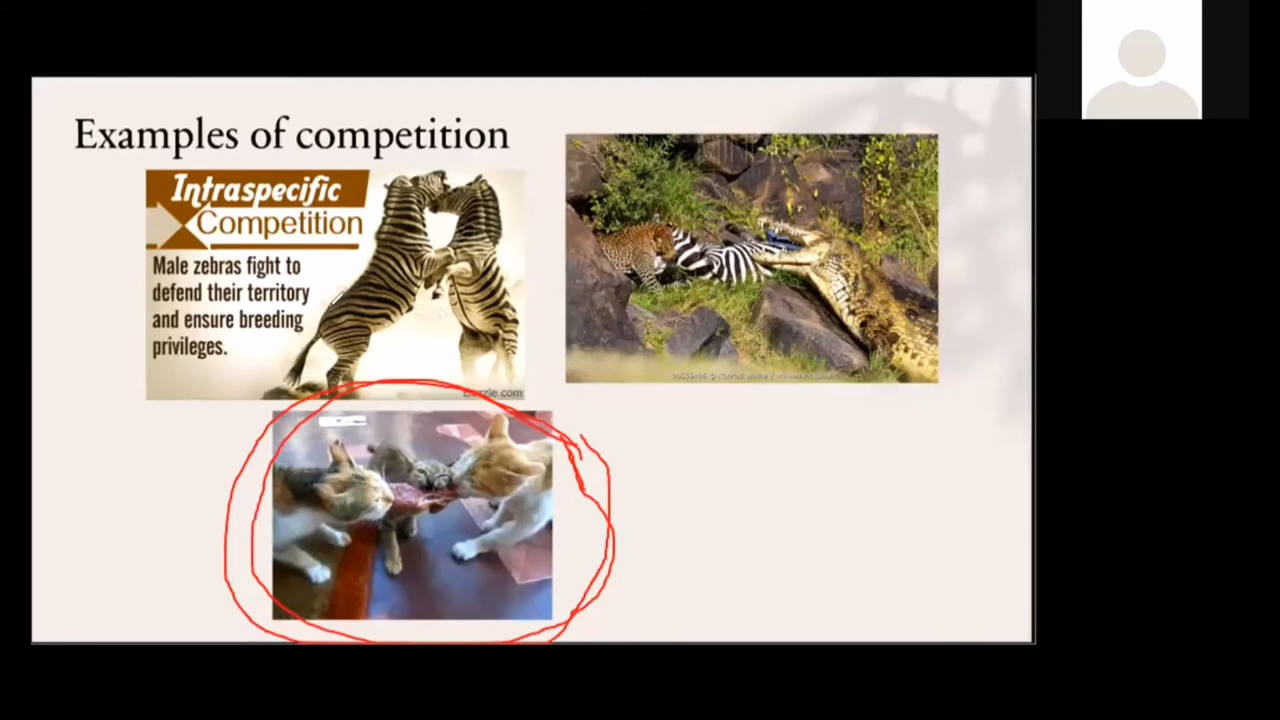 Examples of competition
Intraspecific
Competition
Male zebras fight to
defend their territory
and ensure breeding
privileges.